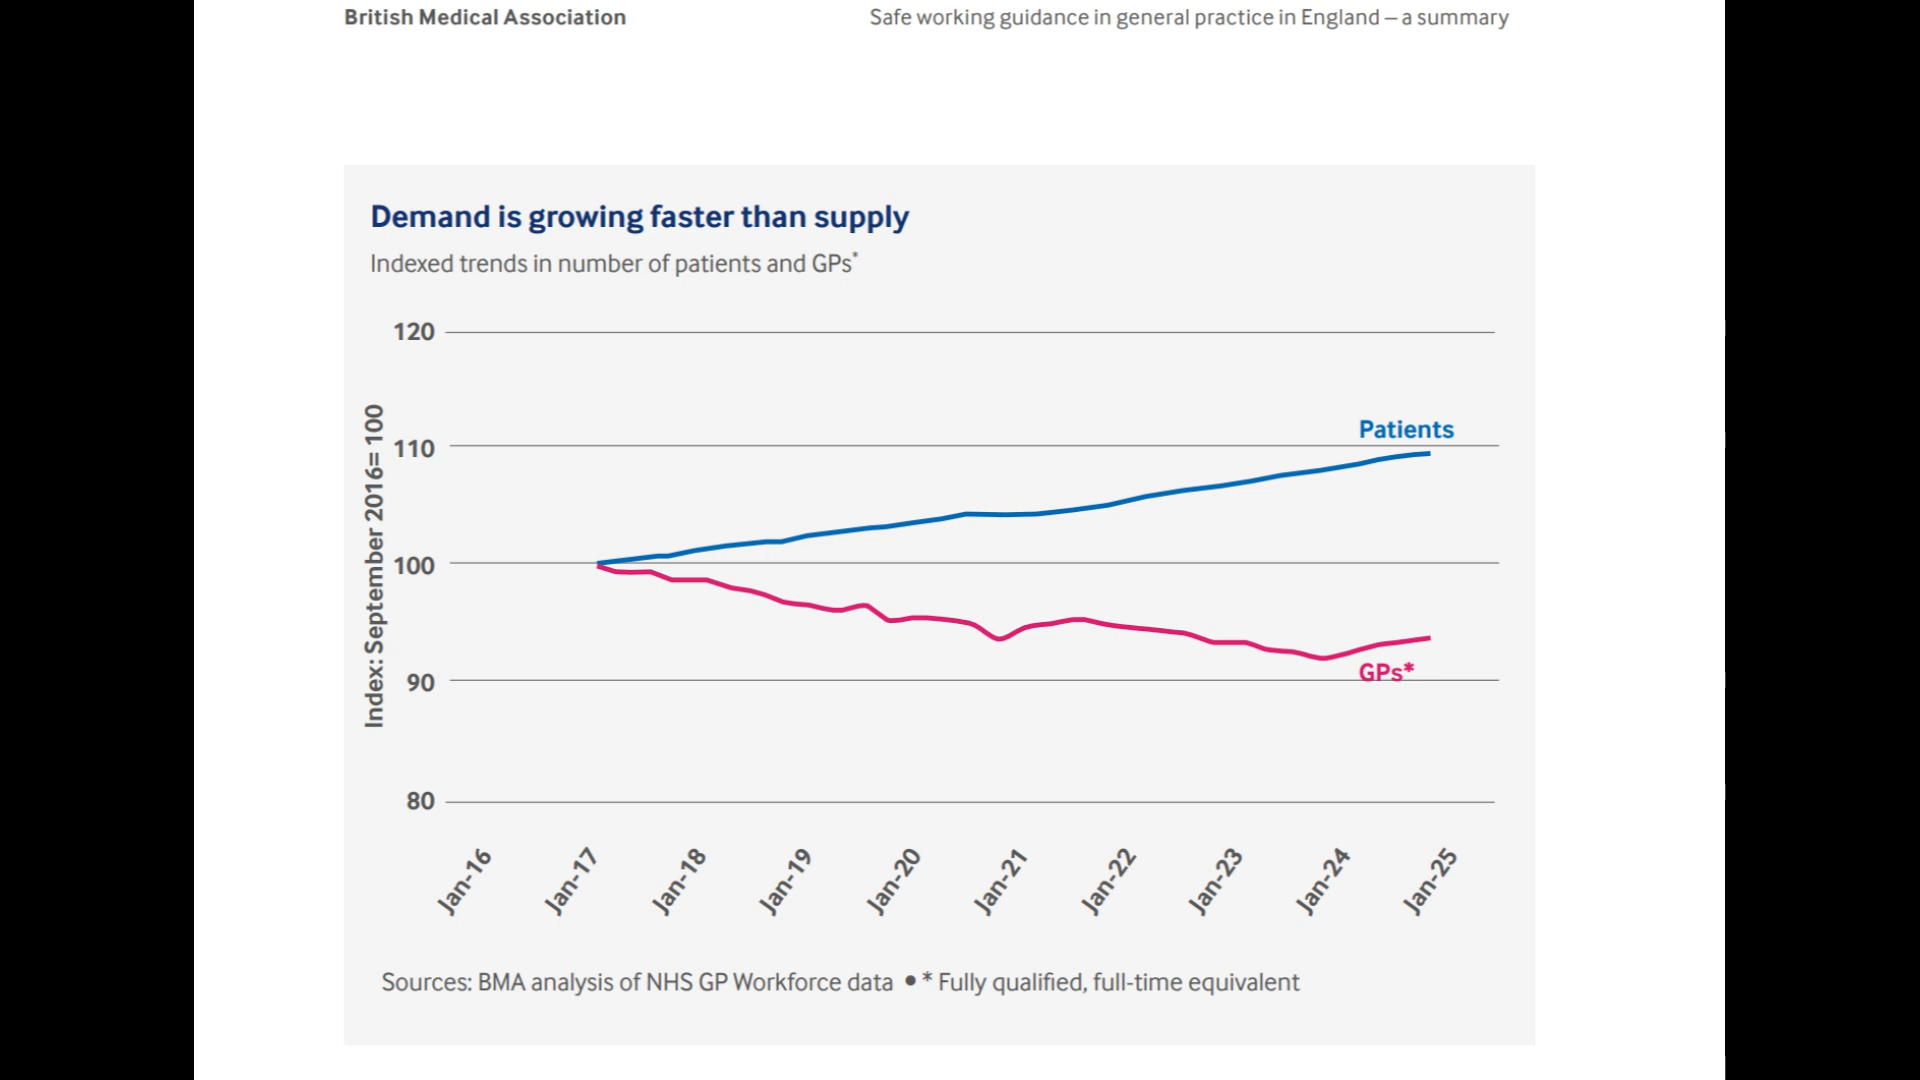 British Medical Association
Safe working guidance in general practice in England – a summary
Demand is growing faster than supply
Indexed trends in number of patients and GPs*
Index: September 2016= 100
120
110
100
90
80
Patients
GPs*
Jan-16
Jan-17
Jan-18
Jan-19
Jan-20
Jan-21
Jan-22
Jan-23
Jan-24
Jan-25
Sources: BMA analysis of NHS GP Workforce data • * Fully qualified, full-time equivalent